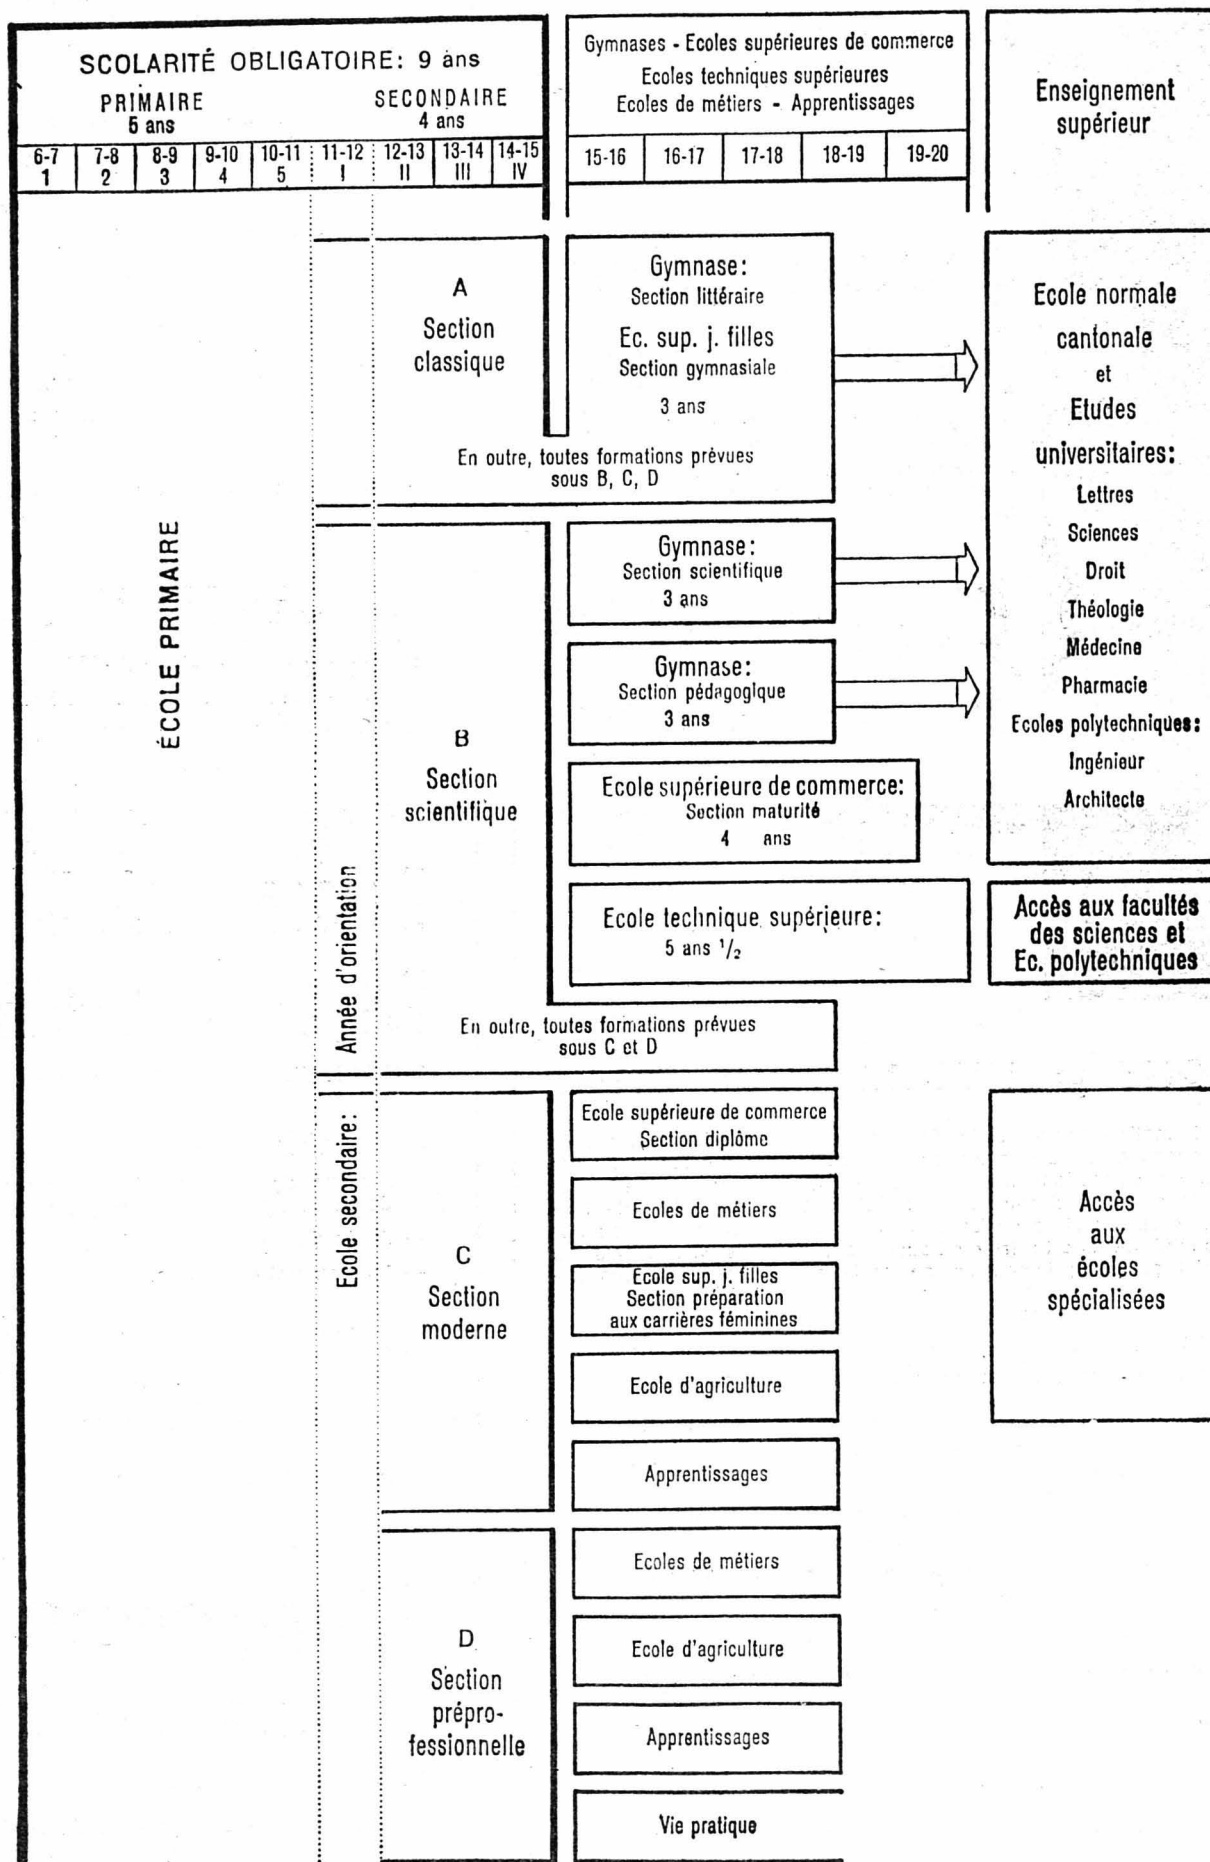 SCOLARITÉ OBLIGATOIRE: 9 ans
PRIMAIRE
5 ans
SECONDAIRE
4 ans
6-7 7-8 8-9 9-10 10-11 11-12 12-13 13-14 14-15
1 2 3 4 5 I II III IV
Gymnases - Ecoles supérieures de commerce
Ecoles techniques supérieures
Ecoles de métiers - Apprentissages
15-16 16-17 17-18 18-19 19-20
Enseignement
supérieur
ÉCOLE PRIMAIRE
Ecole secondaire: Année d'orientation
A
Section
classique
Gymnase:
Section littéraire
Ec. sup. j. filles
Section gymnasiale
3 ans
En outre, toutes formations prévues
sous B, C, D
B
Section
scientifique
Gymnase:
Section scientifique
3 ans
Gymnase:
Section pédagogique
3 ans
Ecole supérieure de commerce:
Section maturité
4 ans
Ecole technique supérieure:
5 ans 1/2
En outre, toutes formations prévues
sous C et D
Ecole normale
cantonale
et
Etudes
universitaires:
Lettres
Sciences
Droit
Théologie
Médecine
Pharmacie
Ecoles polytechniques:
Ingénieur
Architecte
Accès aux facultés
des sciences et
Ec. polytechniques
C
Section
moderne
Ecole supérieure de commerce
Section diplôme
Ecoles de métiers
Ecole sup. j. filles
Section préparation
aux carrières féminines
Ecole d'agriculture
Apprentissages
Accès
aux
écoles
spécialisées
D
Section
prépro-
fessionnelle
Ecoles de métiers
Ecole d'agriculture
Apprentissages
Vie pratique